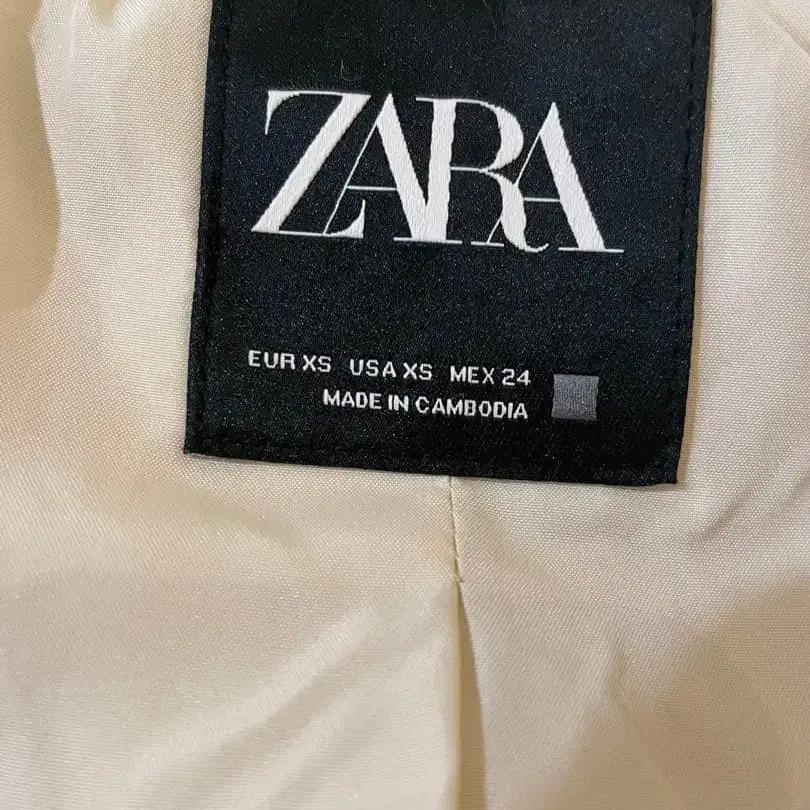 ZARA
EUR XS USA XS MEX 24
MADE IN CAMBODIA